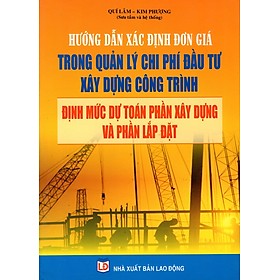 QUÍ LÂM - KIM PHƯỢNG
(Sưu tầm và hệ thống)
HƯỚNG DẪN XÁC ĐỊNH ĐƠN GIÁ
TRONG QUẢN LÝ CHI PHÍ ĐẦU TƯ
XÂY DỰNG CÔNG TRÌNH
ĐỊNH MỨC DỰ TOÁN PHẦN XÂY DỰNG
VÀ PHẦN LẮP ĐẶT
LĐ
NHÀ XUẤT BẢN LAO ĐỘNG